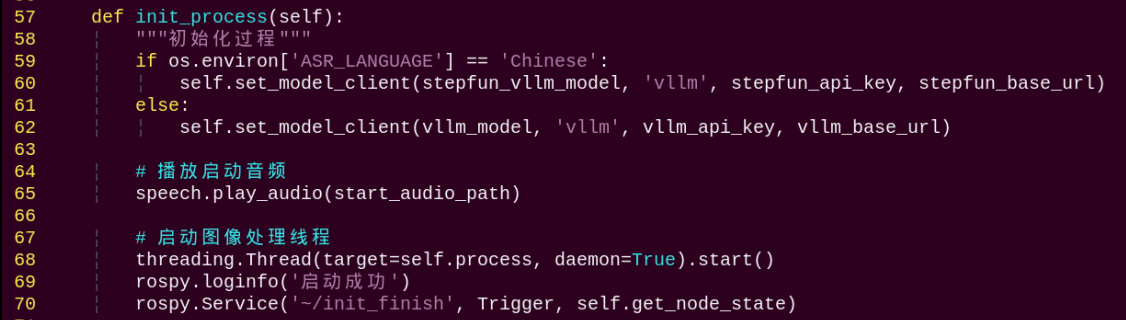 57 def init_process(self):
58 """初始化过程"""
59 if os.environ['ASR_LANGUAGE'] == 'Chinese':
60 self.set_model_client(stepfun_vllm_model, 'vllm', stepfun_api_key, stepfun_base_url)
61 else:
62 self.set_model_client(vllm_model, 'vllm', vllm_api_key, vllm_base_url)
63
64 # 播放启动音频
65 speech.play_audio(start_audio_path)
66
67 # 启动图像处理线程
68 threading.Thread(target=self.process, daemon=True).start()
69 rospy.loginfo('启动成功')
70 rospy.Service('~/init_finish', Trigger, self.get_node_state)